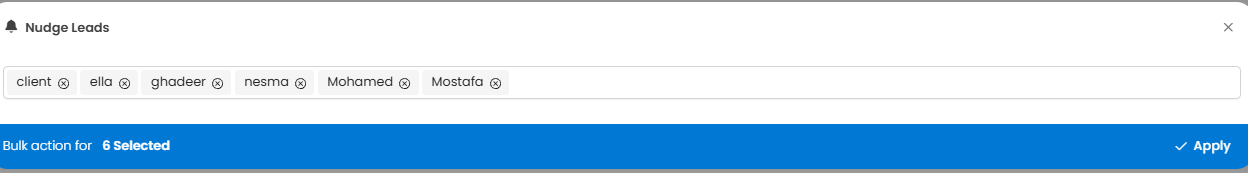 Nudge Leads
client ella ghadeer nesma Mohamed Mostafa
Bulk action for 6 Selected Apply